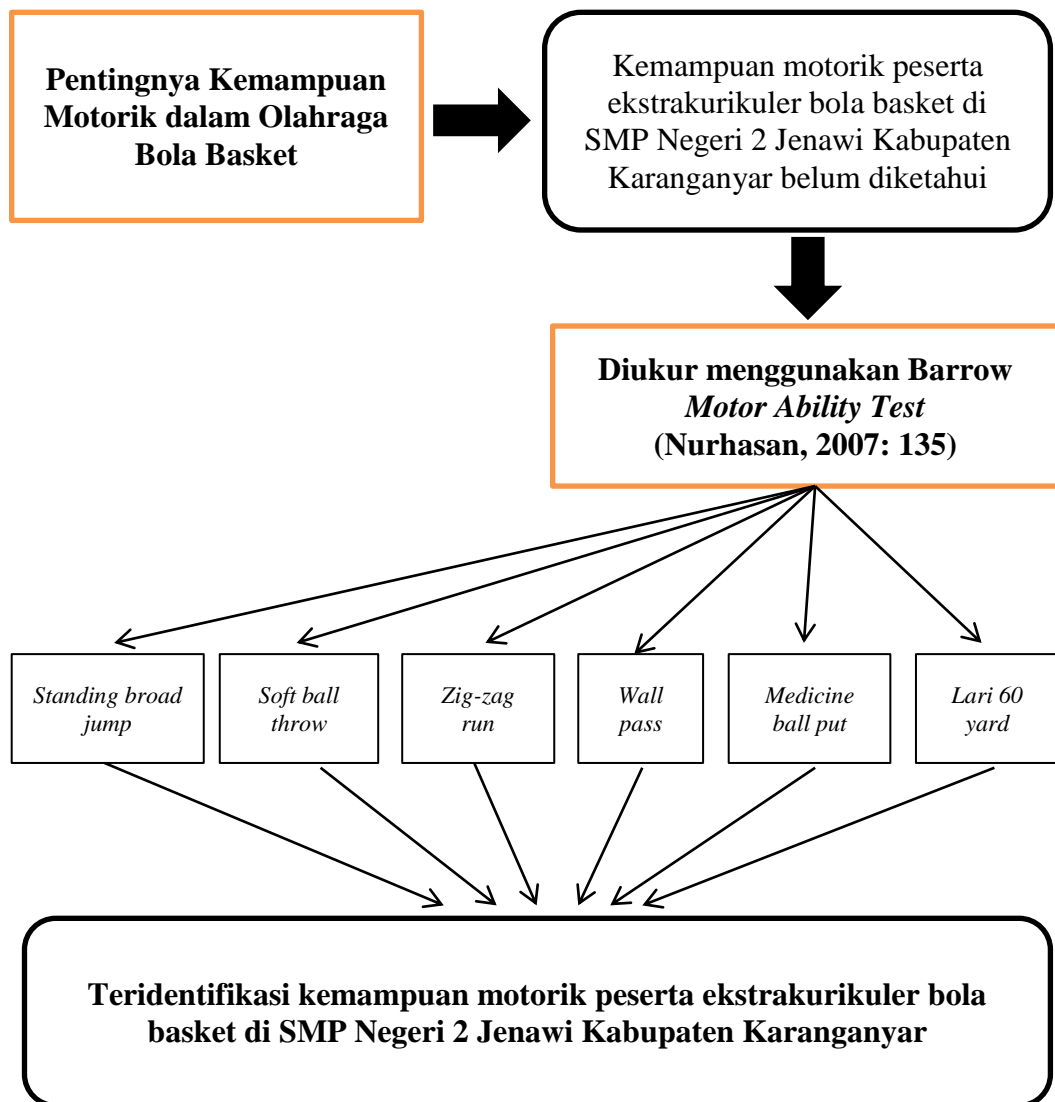 Pentingnya Kemampuan
Motorik dalam Olahraga
Bola Basket
Kemampuan motorik peserta
ekstrakurikuler bola basket di
SMP Negeri 2 Jenawi Kabupaten
Karanganyar belum diketahui
Diukur menggunakan Barrow
Motor Ability Test
(Nurhasan, 2007: 135)
Standing broad
jump
Soft ball
throw
Zig-zag
run
Wall
pass
Medicine
ball put
Lari 60
yard
Teridentifikasi kemampuan motorik peserta ekstrakurikuler bola
basket di SMP Negeri 2 Jenawi Kabupaten Karanganyar